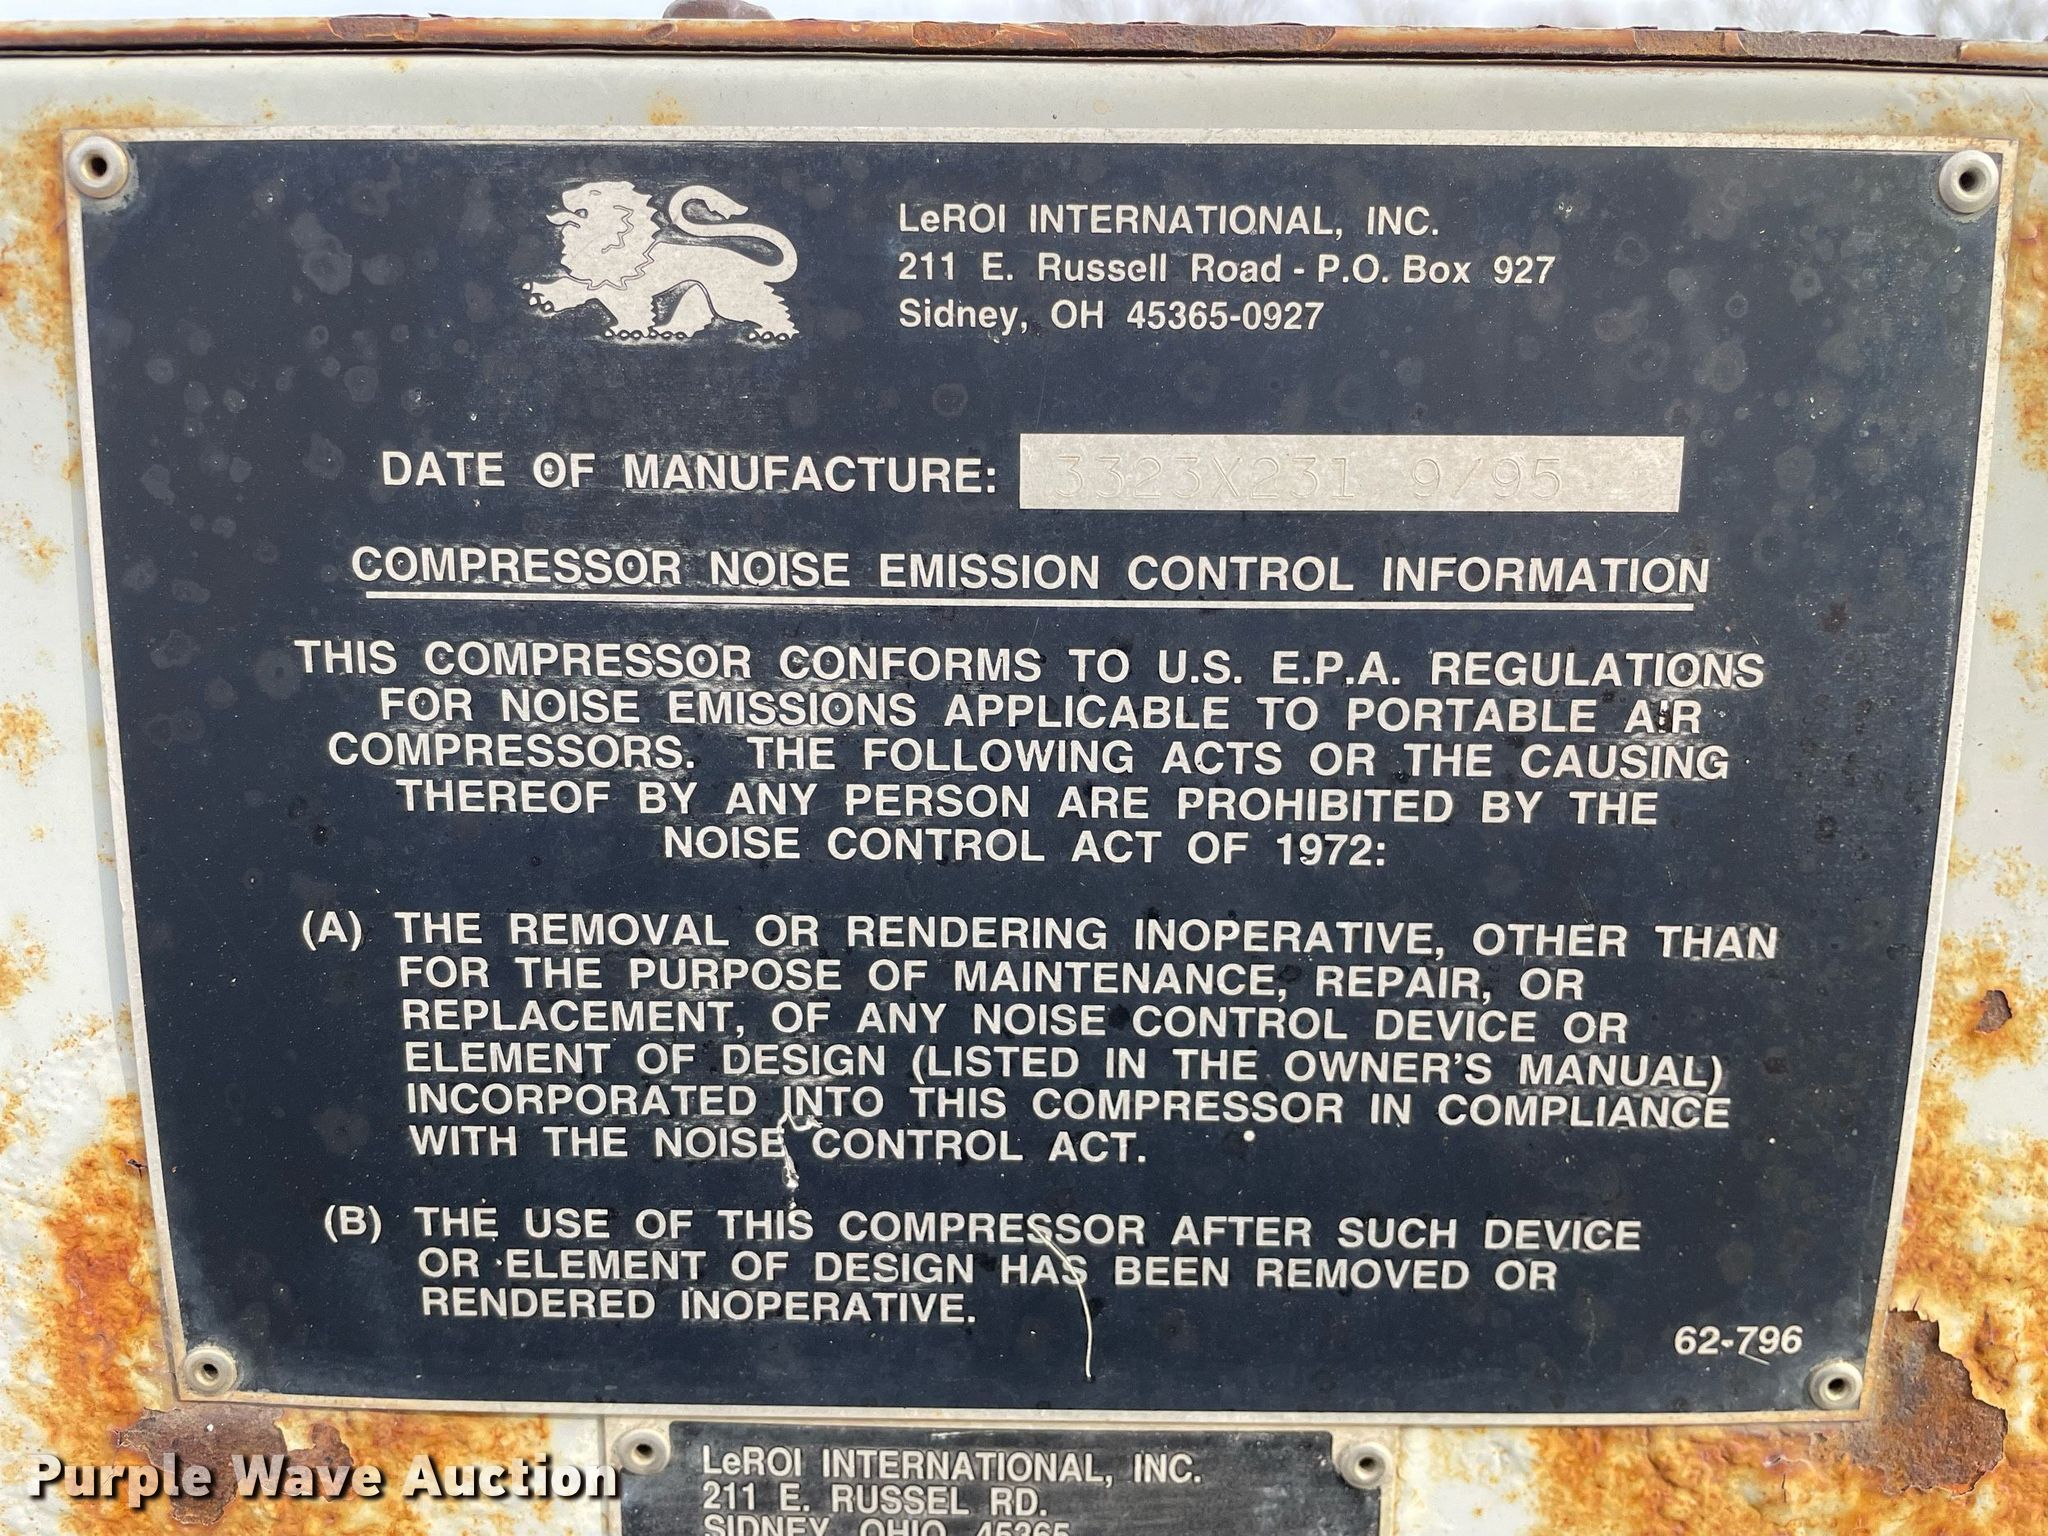 LeROI INTERNATIONAL, INC.
211 E. Russell Road - P.O. Box 927
Sidney, OH 45365-0927
DATE OF MANUFACTURE: 3323X231 9/95
COMPRESSOR NOISE EMISSION CONTROL INFORMATION
THIS COMPRESSOR CONFORMS TO U.S. E.P.A. REGULATIONS
FOR NOISE EMISSIONS APPLICABLE TO PORTABLE AIR
COMPRESSORS. THE FOLLOWING ACTS OR THE CAUSING
THEREOF BY ANY PERSON ARE PROHIBITED BY THE
NOISE CONTROL ACT OF 1972:
(A) THE REMOVAL OR RENDERING INOPERATIVE, OTHER THAN
FOR THE PURPOSE OF MAINTENANCE, REPAIR, OR
REPLACEMENT, OF ANY NOISE CONTROL DEVICE OR
ELEMENT OF DESIGN (LISTED IN THE OWNER'S MANUAL)
INCORPORATED INTO THIS COMPRESSOR IN COMPLIANCE
WITH THE NOISE CONTROL ACT.
(B) THE USE OF THIS COMPRESSOR AFTER SUCH DEVICE
OR ELEMENT OF DESIGN HAS BEEN REMOVED OR
RENDERED INOPERATIVE.
62-796
LeROI INTERNATIONAL, INC.
211 E. RUSSEL RD.
SIDNEY, OHIO
Purple Wave Auction